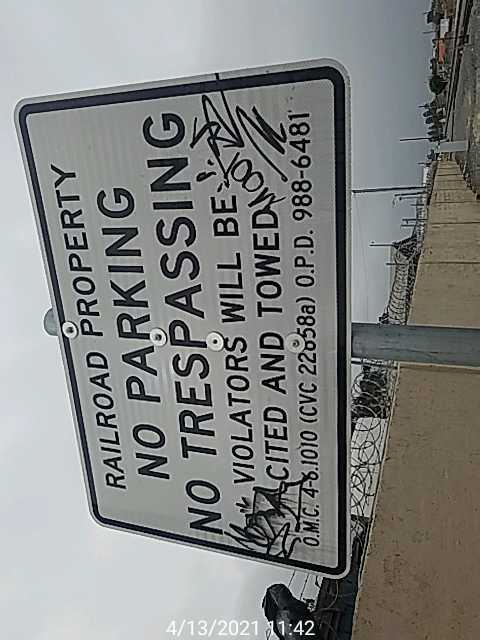 RAILROAD PROPERTY
NO PARKING
NO TRESPASSING
VIOLATORS WILL BE
CITED AND TOWED
O.M.C. 4-6.1010 (CVC 22658a) O.P.D. 988-6481
4/13/2021 11:42